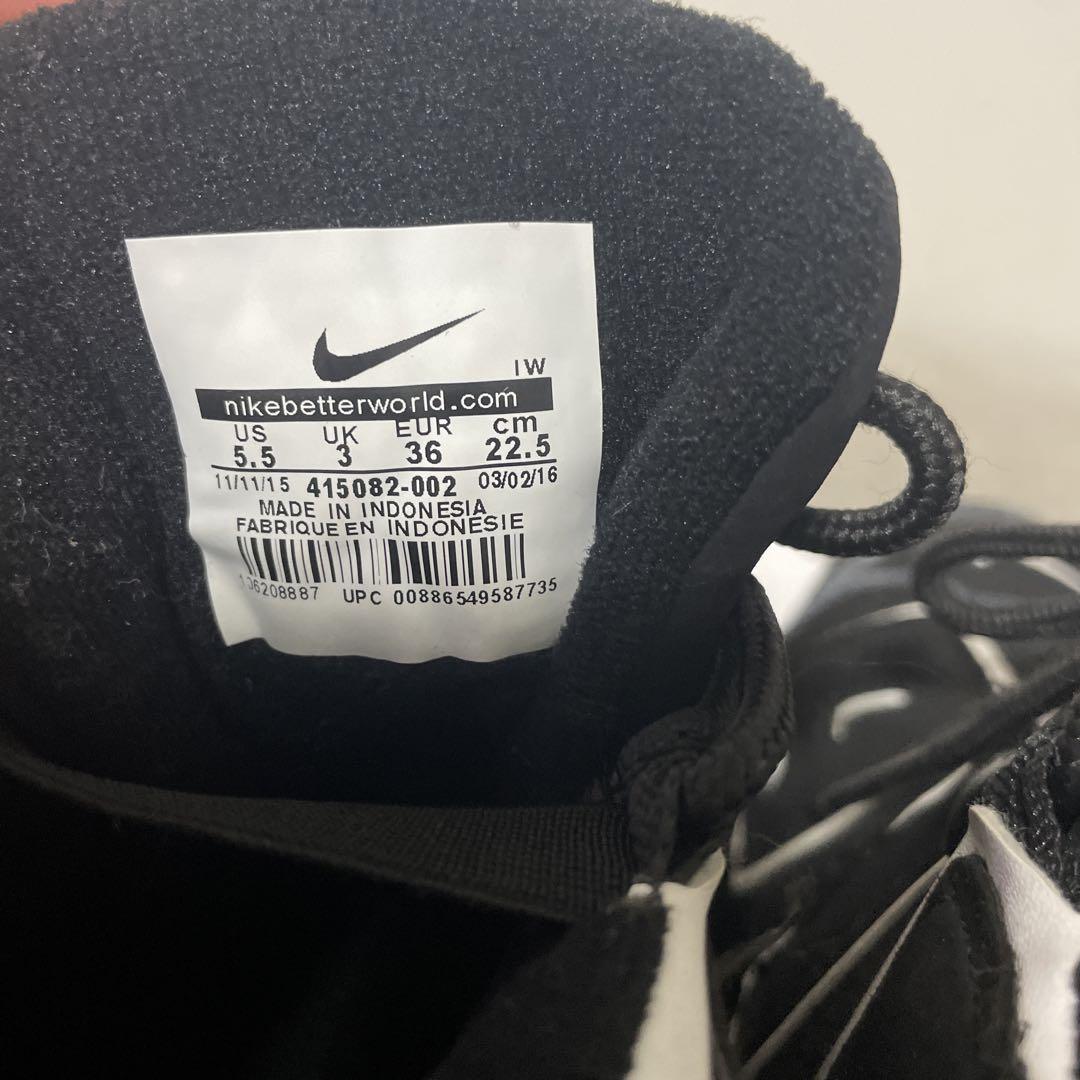 IW
nikebetterworld.com
US UK EUR cm
5.5 3 36 22.5
11/11/15 415082-002 03/02/16
MADE IN INDONESIA
FABRIQUE EN INDONESIE
106208887 UPC 00886549587735